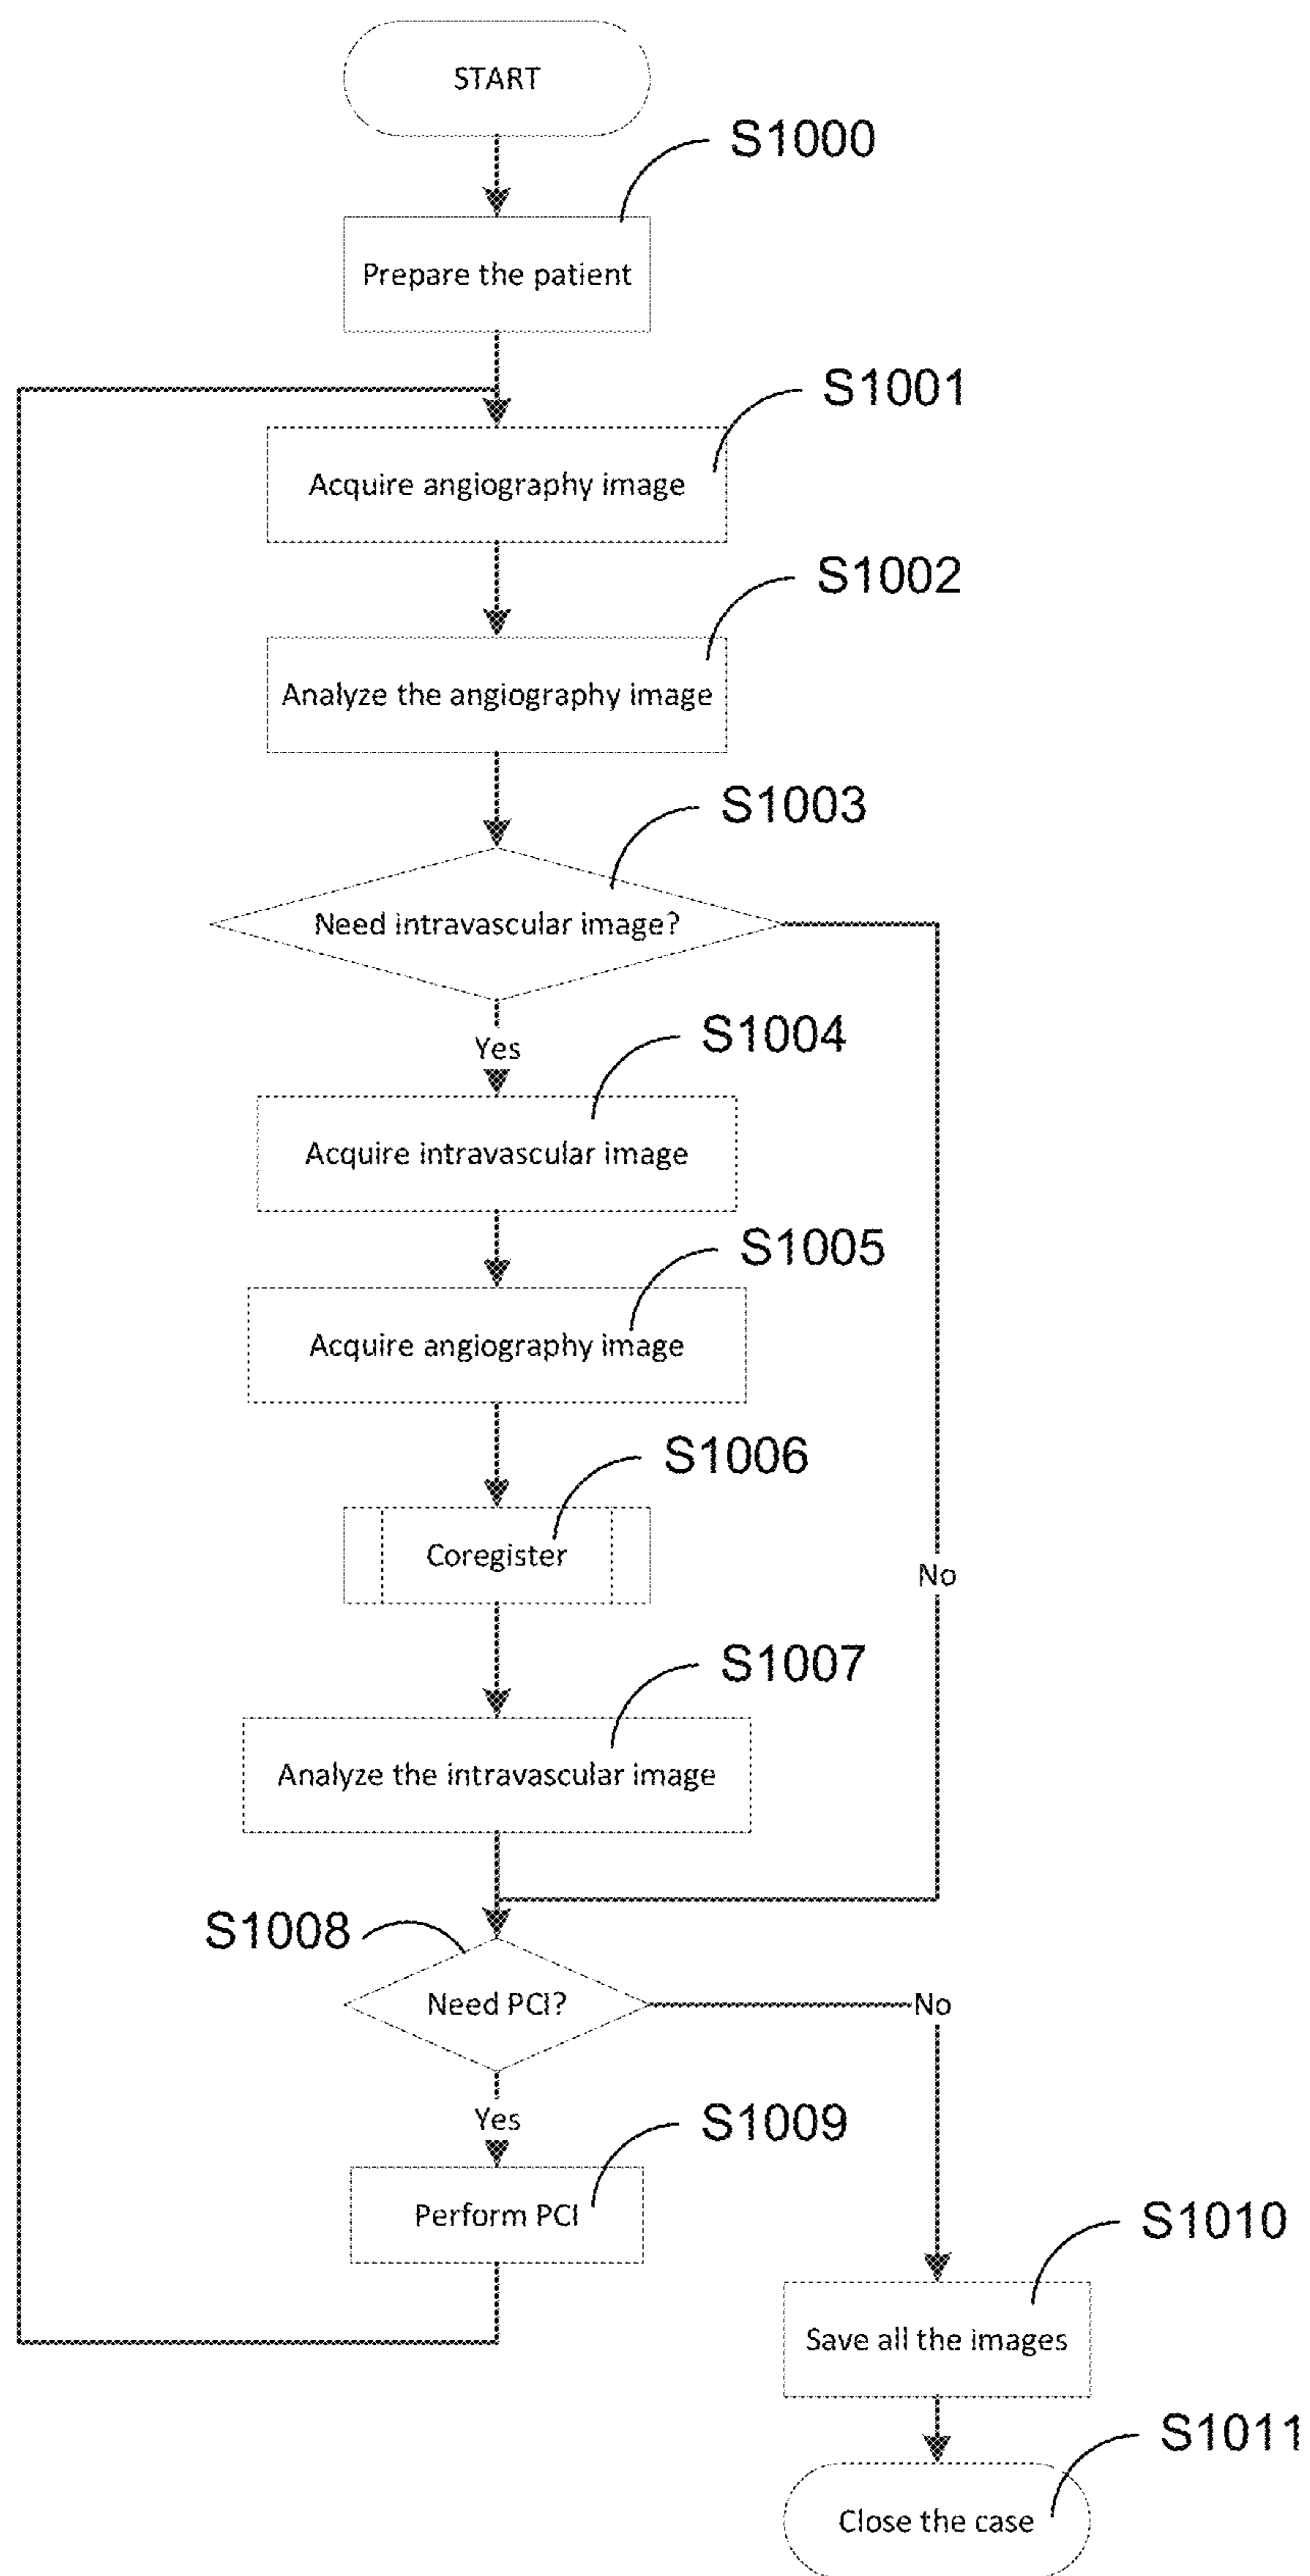 START
S1000
Prepare the patient
S1001
Acquire angiography image
S1002
Analyze the angiography image
S1003
Need intravascular image?
Yes
S1004
Acquire intravascular image
S1005
Acquire angiography image
S1006
Coregister
No
S1007
Analyze the intravascular image
S1008
Need PCI?
No
Yes
S1009
Perform PCI
S1010
Save all the images
S1011
Close the case